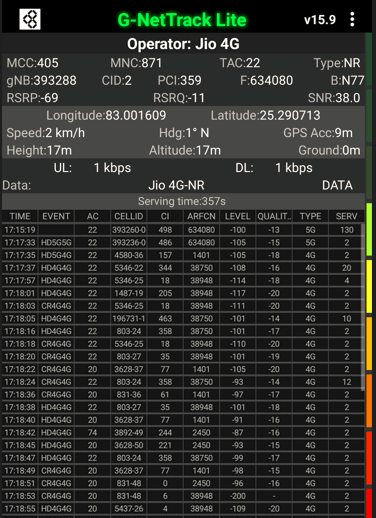 G-NetTrack Lite v15.9
Operator: Jio 4G
MCC:405 MNC:871 TAC:22 Type:NR
gNB:393288 CID:2 PCI:359 F:634080 B:N77
RSRP:-69 RSRQ:-11 SNR:38.0
Longitude:83.001609 Latitude:25.290713
Speed:2 km/h Hdg:1° N GPS Acc:9m
Height:17m Altitude:17m Ground:0m
UL: 1 kbps DL: 1 kbps
Data: Jio 4G-NR DATA
Serving time:357s
TIME EVENT AC CELLID CI ARFCN LEVEL QUALIT.. TYPE SERV
17:15:19 22 393260-0 498 634080 -100 -13 5G 130
17:17:33 HD5G5G 22 393236-0 486 634080 -105 -15 5G 2
17:17:35 HD5G4G 22 4580-36 157 1401 -105 -18 4G 2
17:17:37 HD4G4G 22 5346-22 344 38750 -108 -16 4G 20
17:17:57 HD4G4G 22 5346-25 18 38948 -114 -18 4G 4
17:18:01 HD4G4G 22 1487-19 205 38948 -117 -20 4G 2
17:18:03 CR4G4G 22 5346-25 18 38948 -111 -20 4G 2
17:18:05 HD4G4G 22 196731-1 463 38750 -101 -14 4G 10
17:18:16 HD4G4G 22 803-24 358 38750 -101 -17 4G 2
17:18:18 CR4G4G 22 5346-25 18 38948 -110 -20 4G 2
17:18:20 CR4G4G 22 803-27 35 38948 -101 -19 4G 2
17:18:22 CR4G4G 20 3628-37 77 1401 -105 -20 4G 2
17:18:24 CR4G4G 22 803-24 358 38750 -93 -14 4G 12
17:18:36 CR4G4G 20 831-36 61 1401 -97 -17 4G 2
17:18:38 HD4G4G 22 803-27 35 38948 -101 -18 4G 2
17:18:40 HD4G4G 20 3628-37 77 1401 -91 -16 4G 2
17:18:42 HD4G4G 74 3892-49 244 2450 -87 -16 4G 2
17:18:45 HD4G4G 20 3628-50 221 2450 -93 -15 4G 2
17:18:47 HD4G4G 22 803-24 358 38750 -99 -17 4G 2
17:18:49 CR4G4G 20 3628-37 77 1401 -98 -15 4G 2
17:18:51 CR4G4G 20 831-48 0 38948 -96 -16 4G 2
17:18:53 CR4G4G 20 831-48 6 38948 -200 - 4G 2
17:18:55 HD4G4G 20 5437-26 4 38948 -109 -20 4G 2